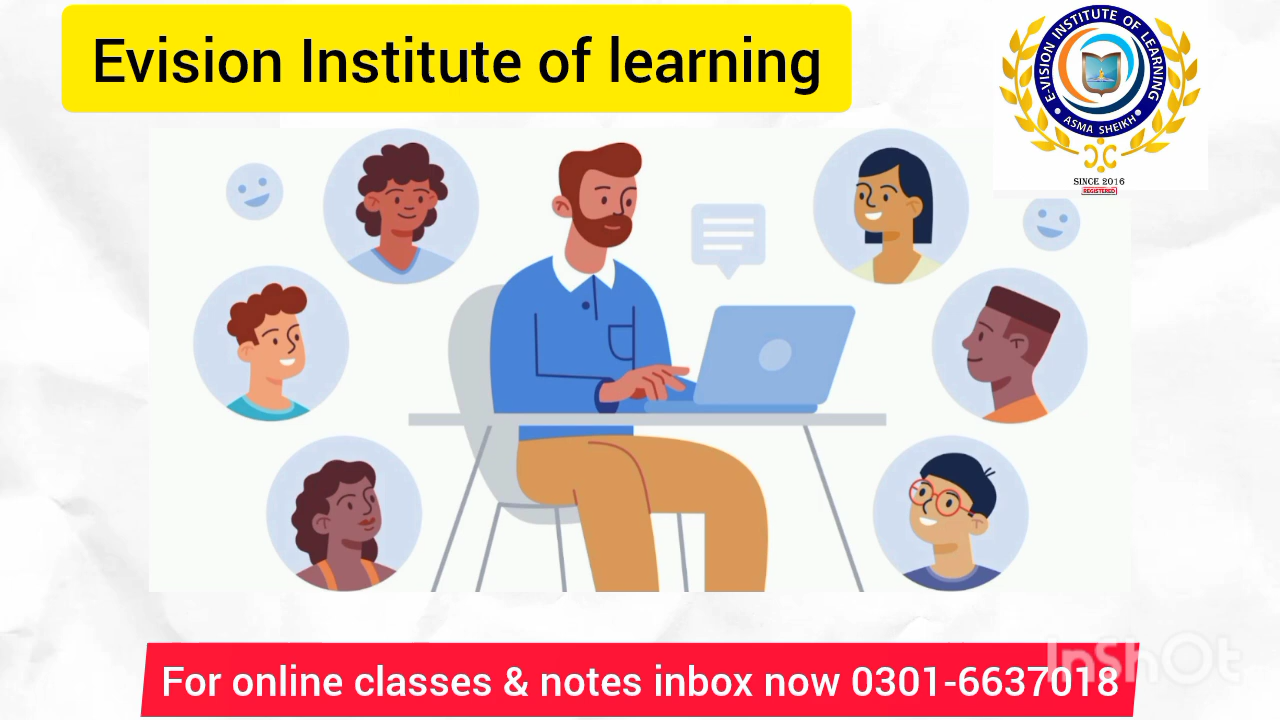 Evision Institute of learning
E-VISION INSTITUTE OF LEARNING
ASMA SHEIKH
SINCE 2016
REGISTERED
For online classes & notes inbox now 0301-6637018
InShOt